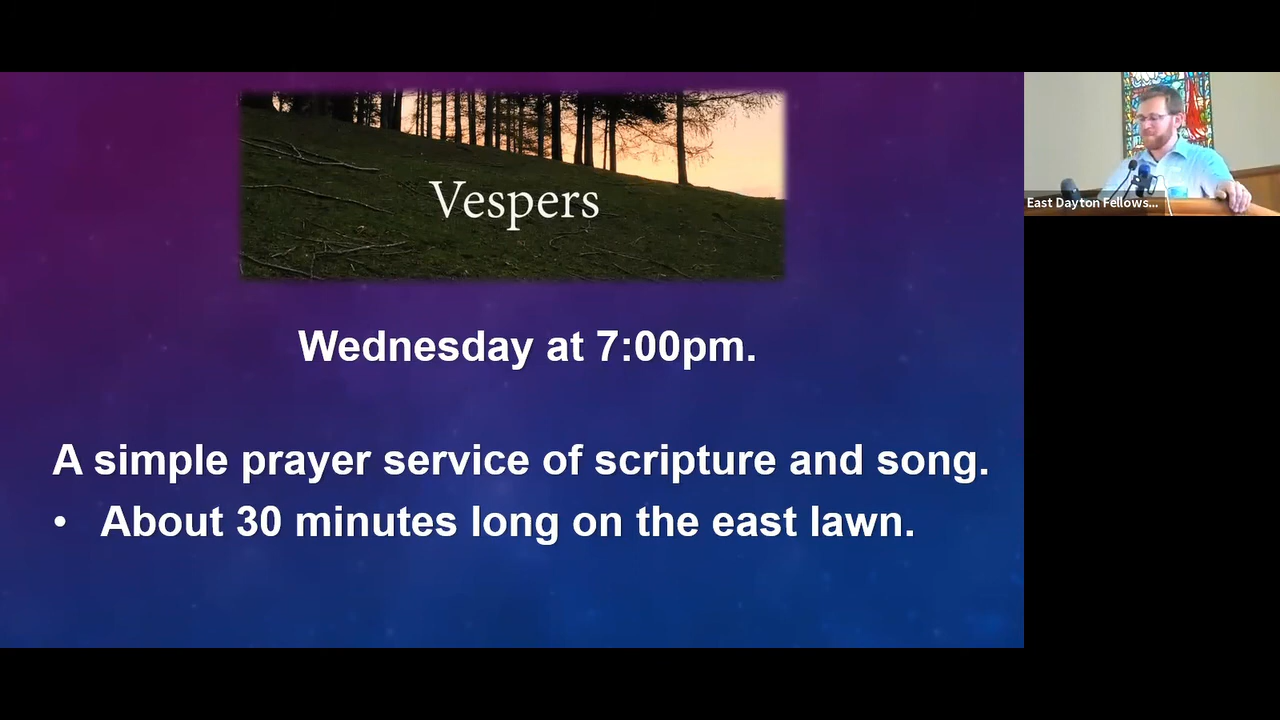 Vespers
Wednesday at 7:00pm.
A simple prayer service of scripture and song.
• About 30 minutes long on the east lawn.
East Dayton Fellows...